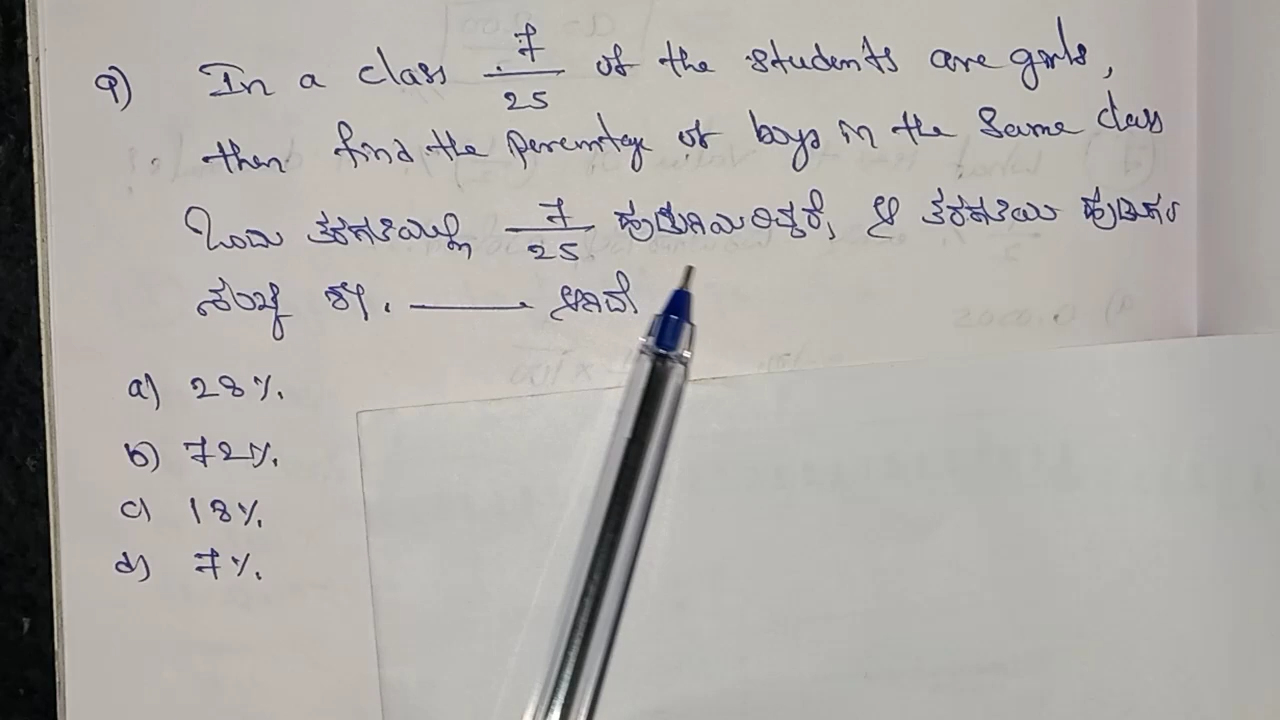 Q) In a class 7/25 of the students are girls,
then find the percentage of boys in the same class
ಒಂದು ತರಗತಿಯಲ್ಲಿ 7/25 ಹುಡುಗಿಯರಿದ್ದರೆ, ಆ ತರಗತಿಯ ಹುಡುಗರ
ಸಂಖ್ಯೆ ಶೇ. ——— ಆಗಿದೆ
a) 28%.
b) 72%.
c) 18%.
d) 7%.